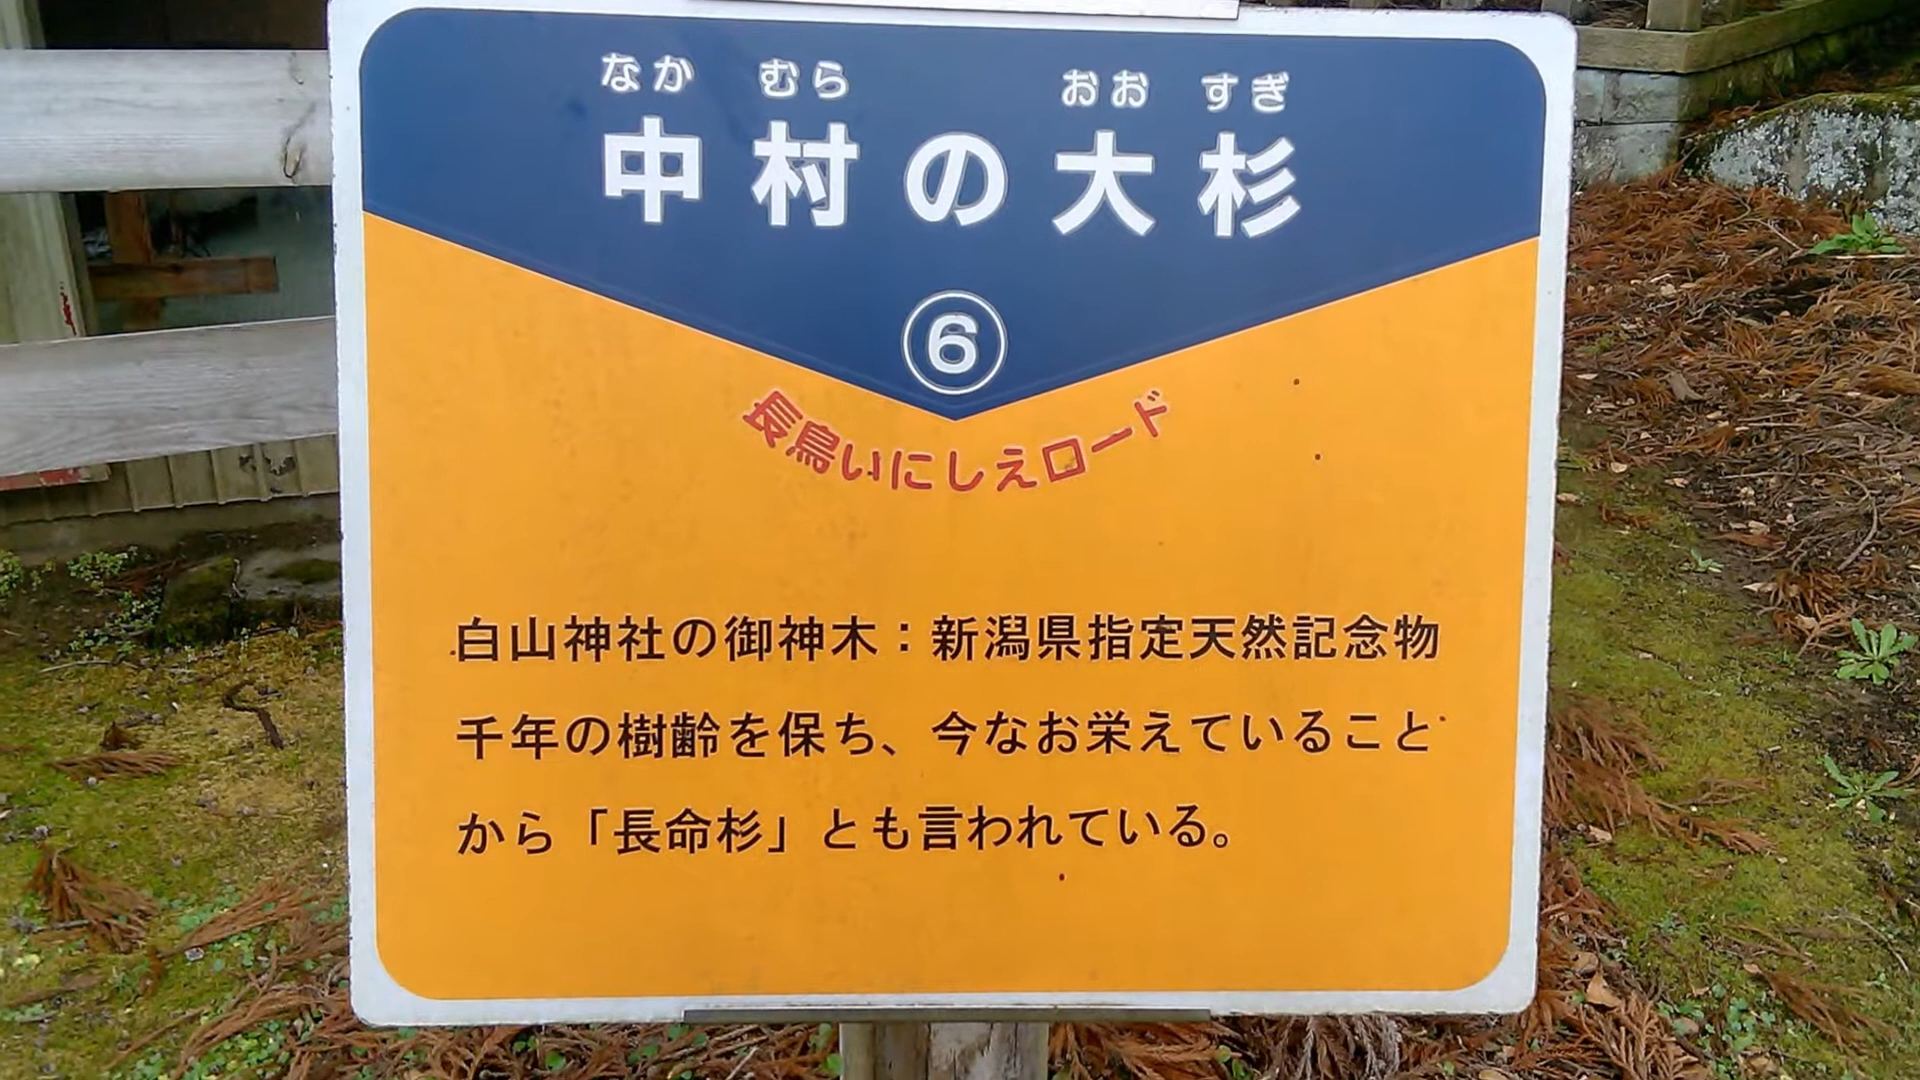 なか むら おお すぎ
中村の大杉
⑥
長鳥いにしえロード
白山神社の御神木：新潟県指定天然記念物
千年の樹齢を保ち、今なお栄えていること
から「長命杉」とも言われている。